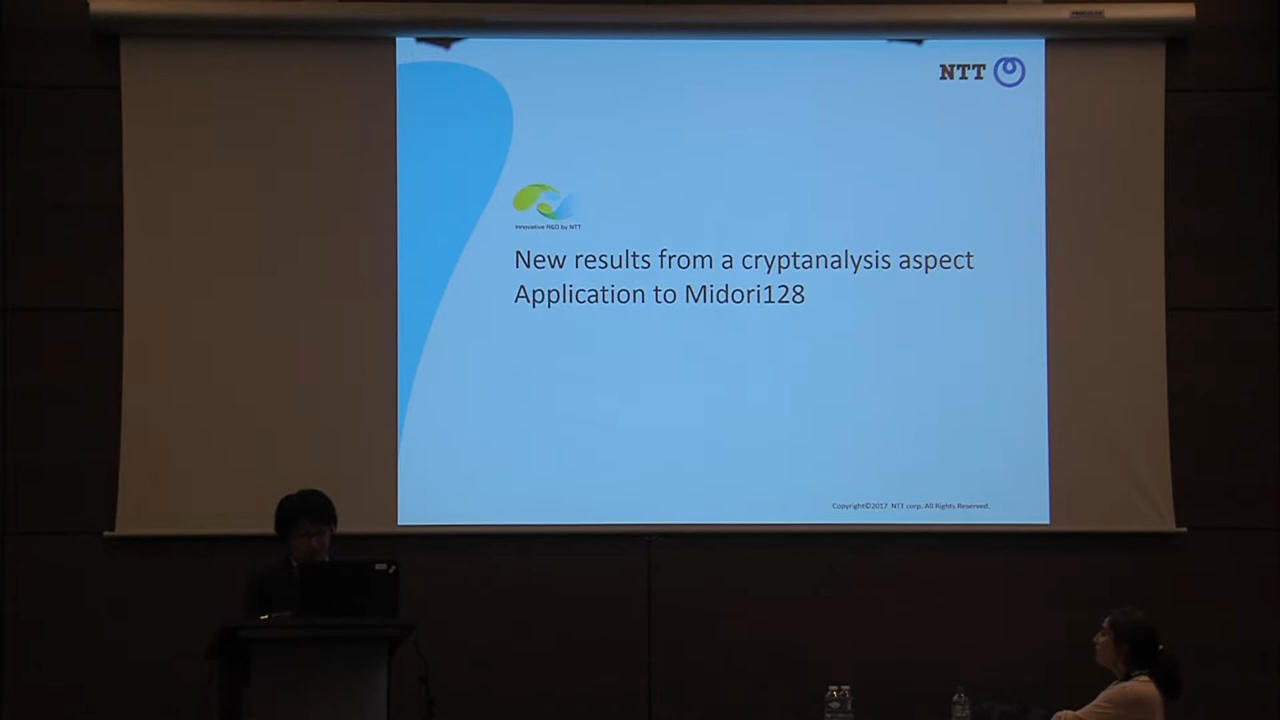 NTT
Innovative R&D by NTT
New results from a cryptanalysis aspect
Application to Midori128
Copyright©2017 NTT corp. All Rights Reserved.